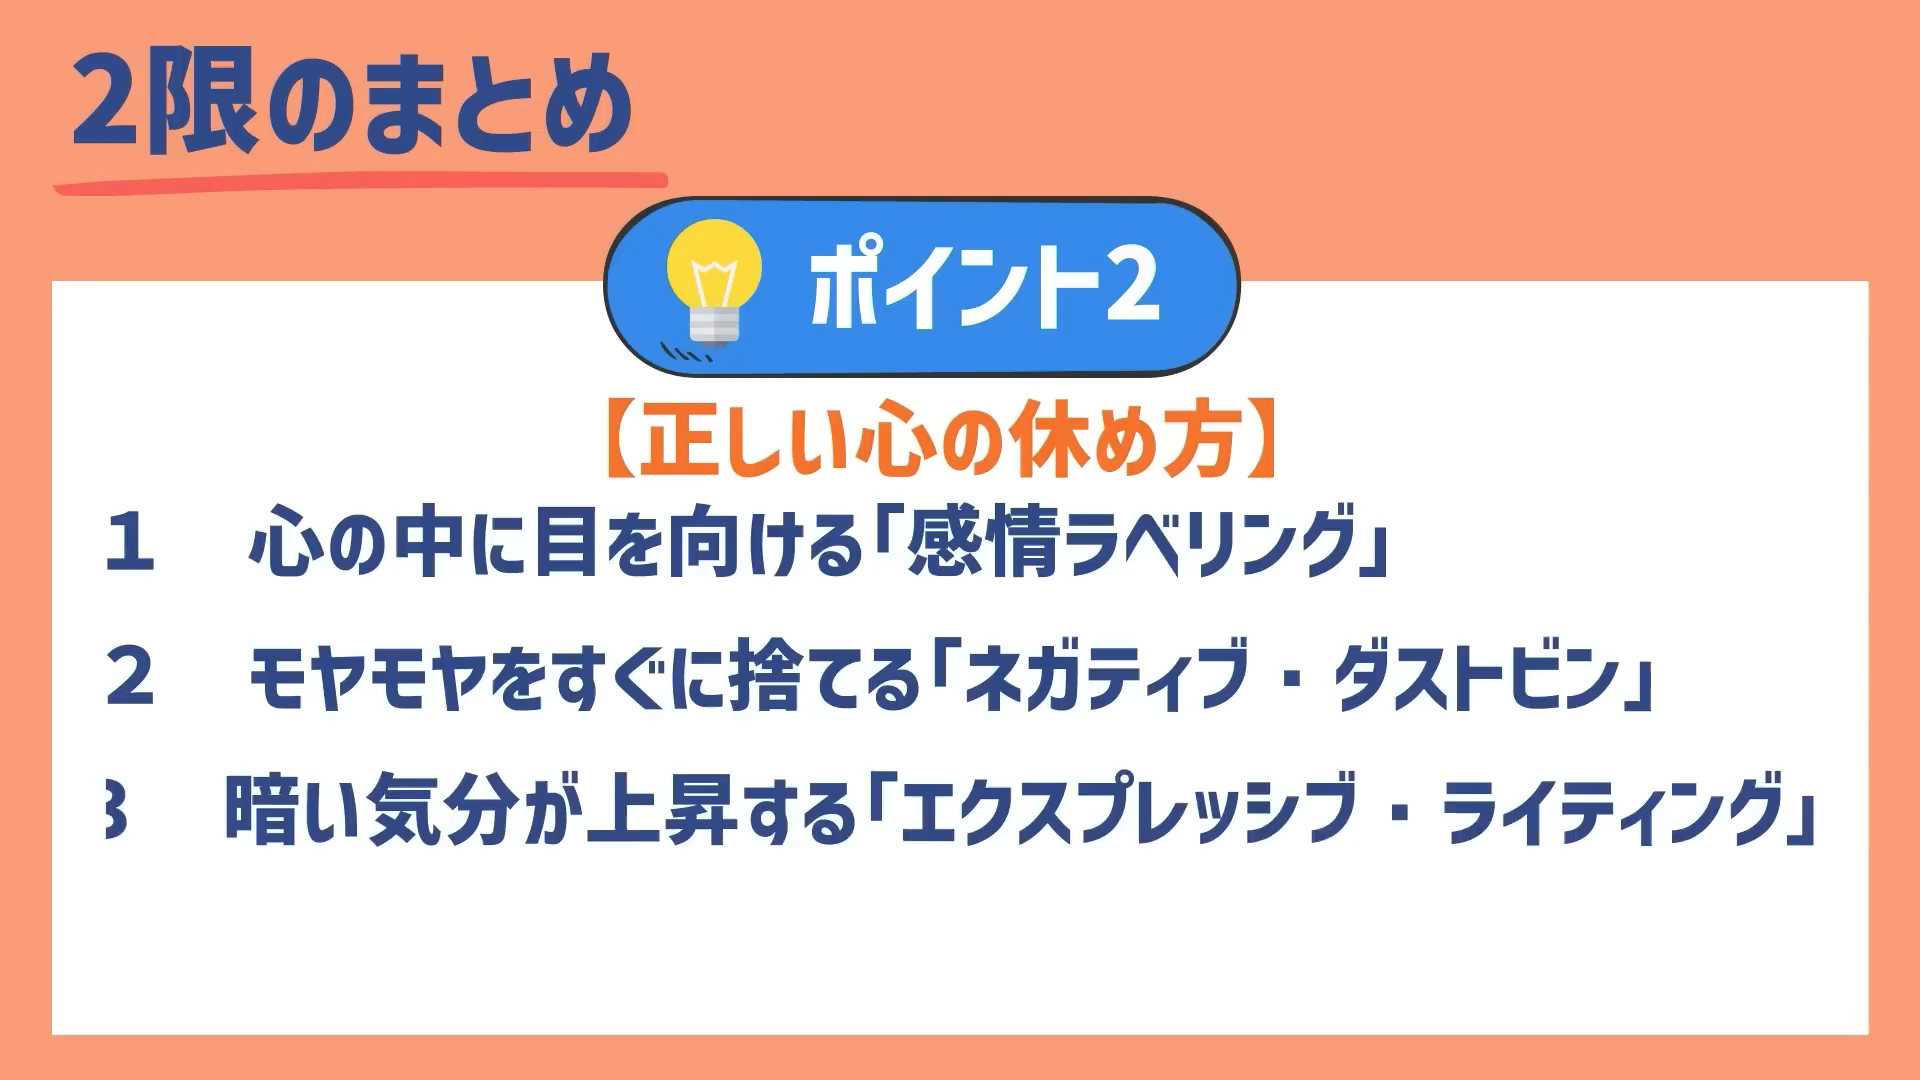 2限のまとめ
ポイント2
【正しい心の休め方】
1 心の中に目を向ける「感情ラベリング」
2 モヤモヤをすぐに捨てる「ネガティブ・ダストビン」
3 暗い気分が上昇する「エクスプレッシブ・ライティング」